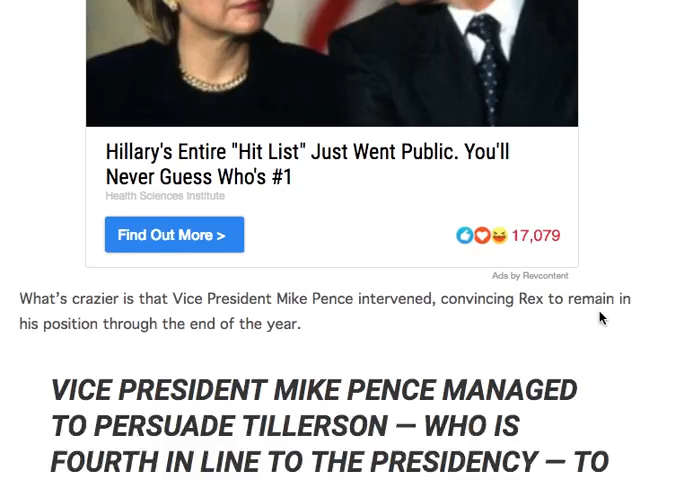 Hillary's Entire "Hit List" Just Went Public. You'll
Never Guess Who's #1
Health Sciences Institute
Find Out More >
17,079
Ads by Revcontent
What's crazier is that Vice President Mike Pence intervened, convincing Rex to remain in
his position through the end of the year.
VICE PRESIDENT MIKE PENCE MANAGED
TO PERSUADE TILLERSON — WHO IS
FOURTH IN LINE TO THE PRESIDENCY — TO